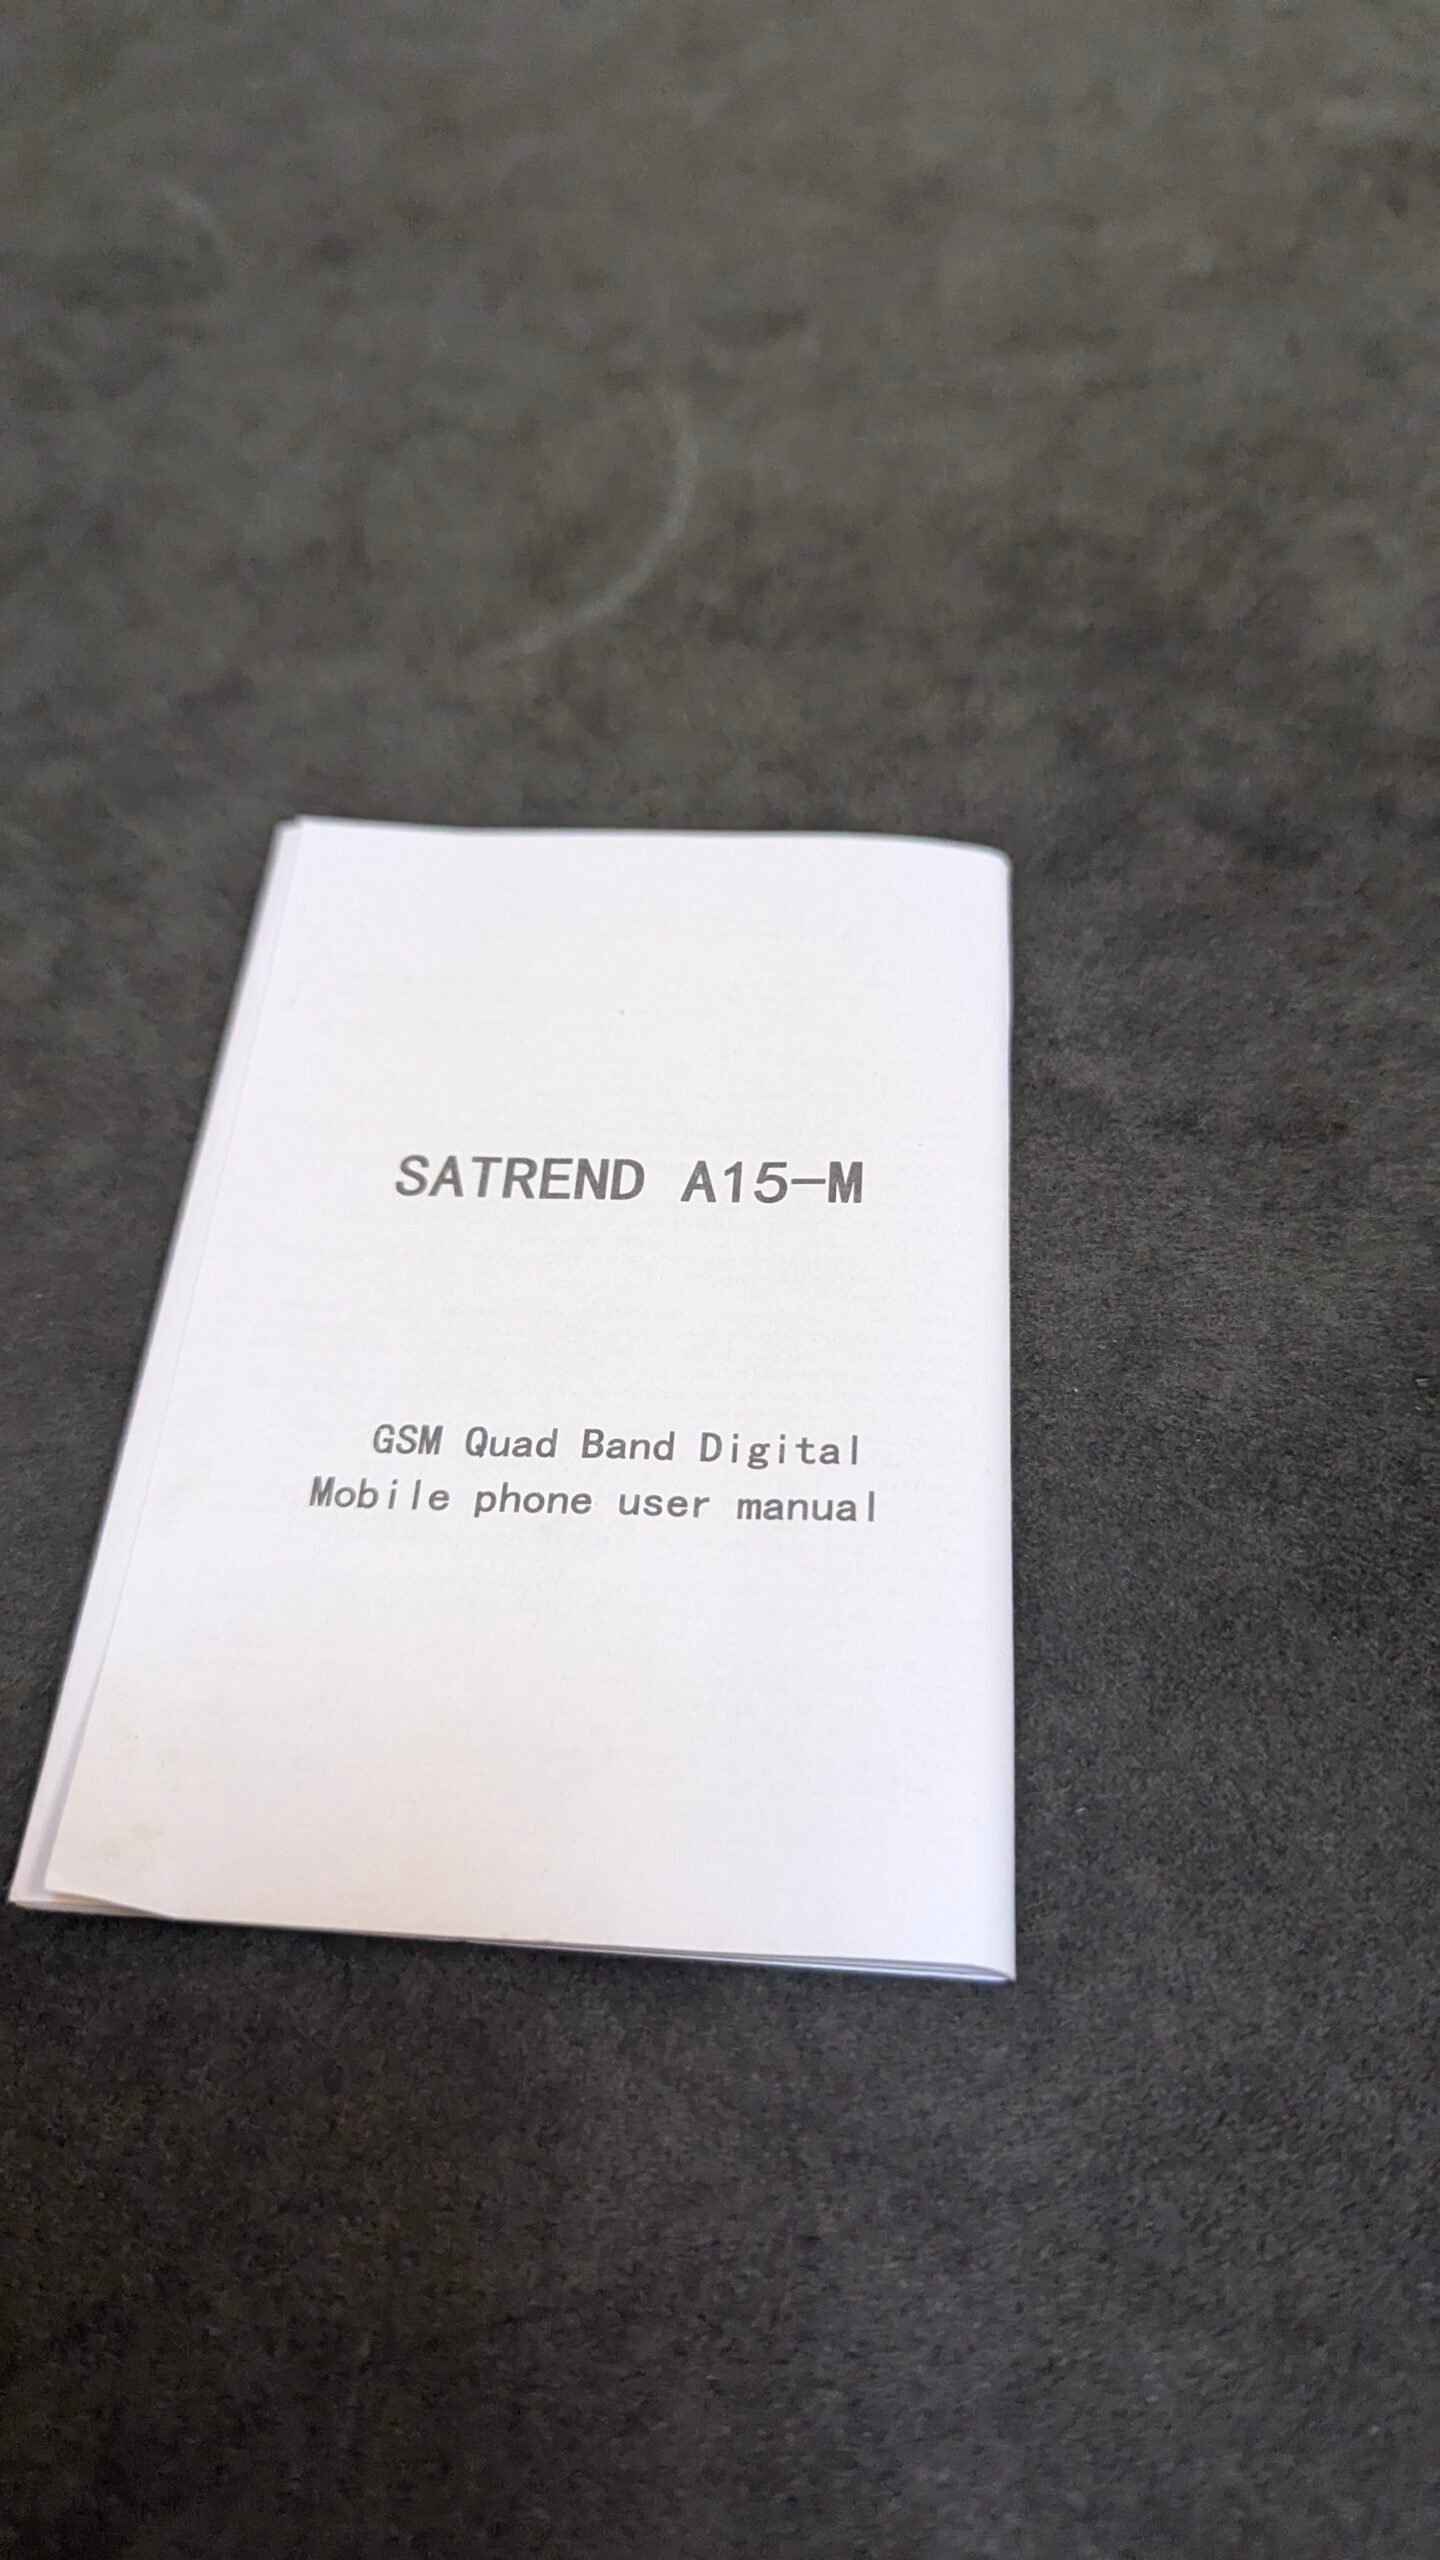 SATREND A15-M
GSM Quad Band Digital
Mobile phone user manual